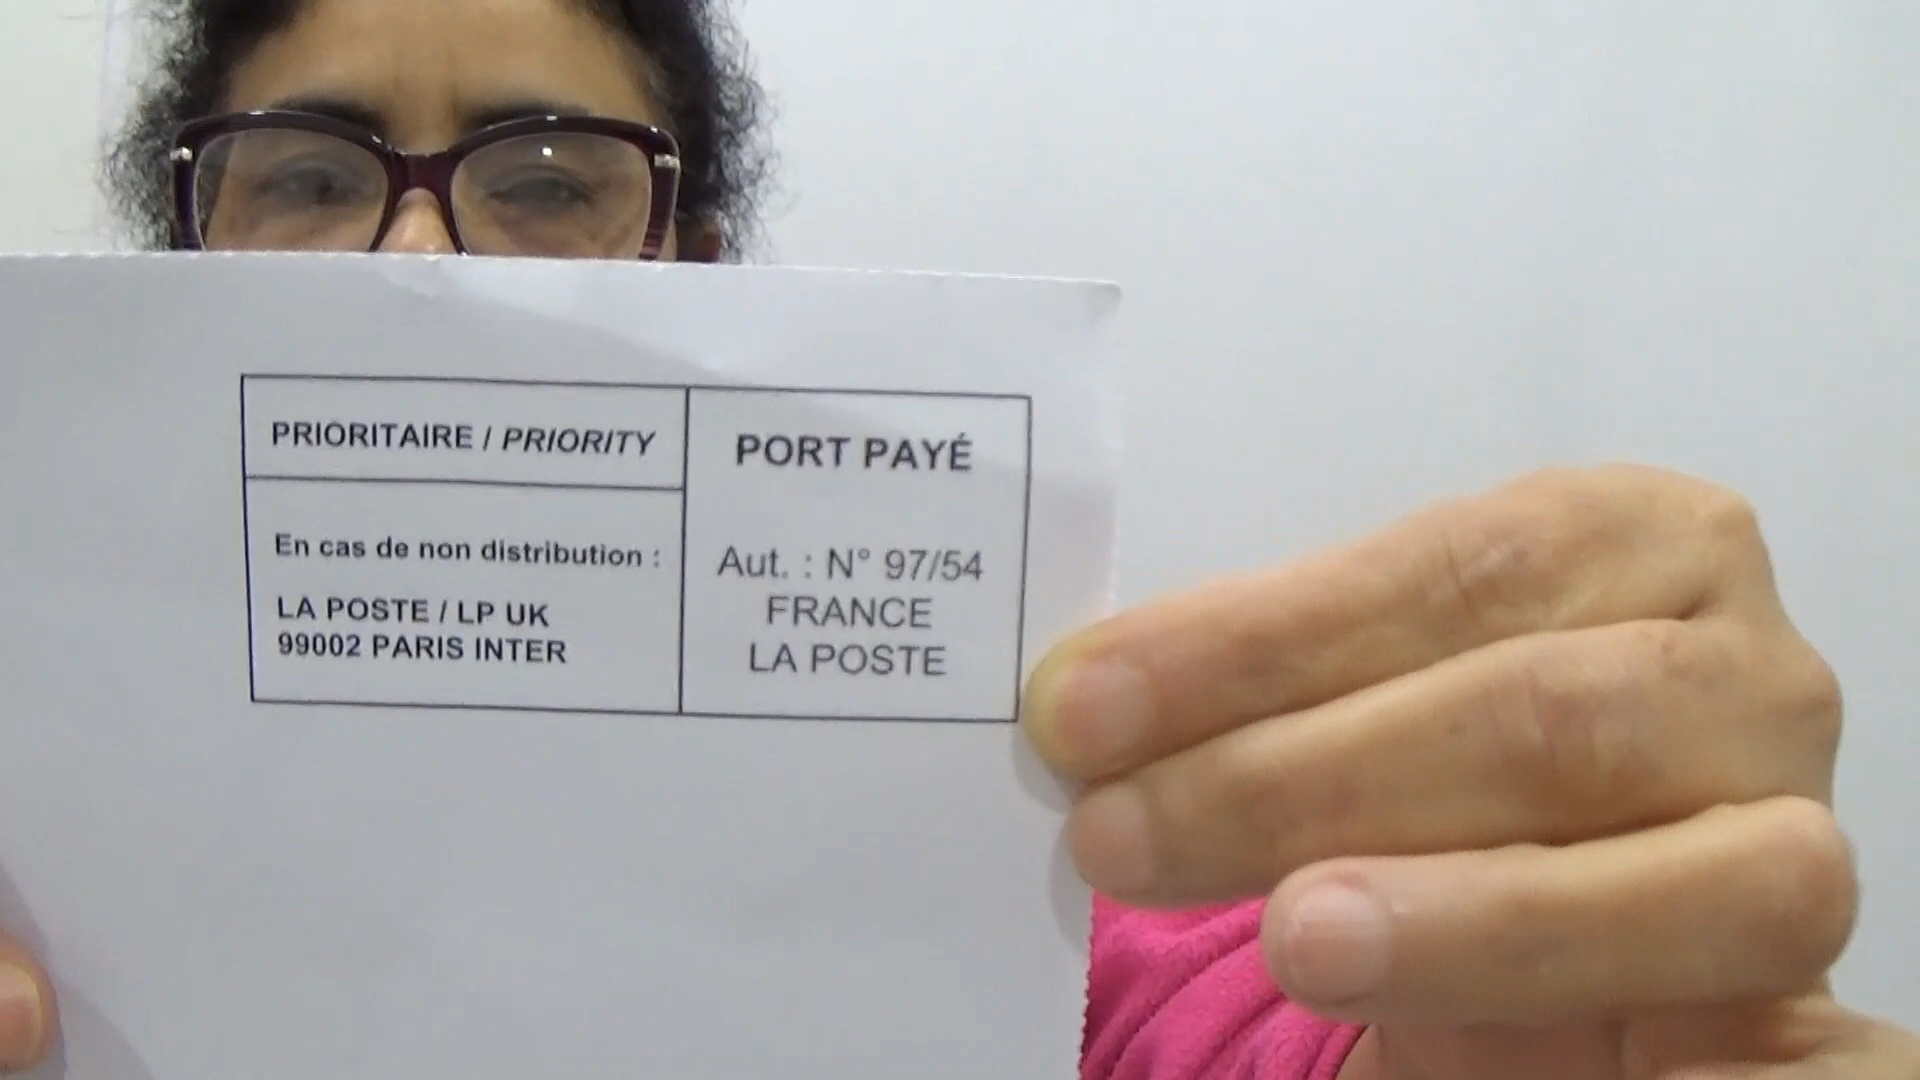 PRIORITAIRE / PRIORITY
En cas de non distribution :
LA POSTE / LP UK
99002 PARIS INTER
PORT PAYÉ
Aut. : N° 97/54
FRANCE
LA POSTE